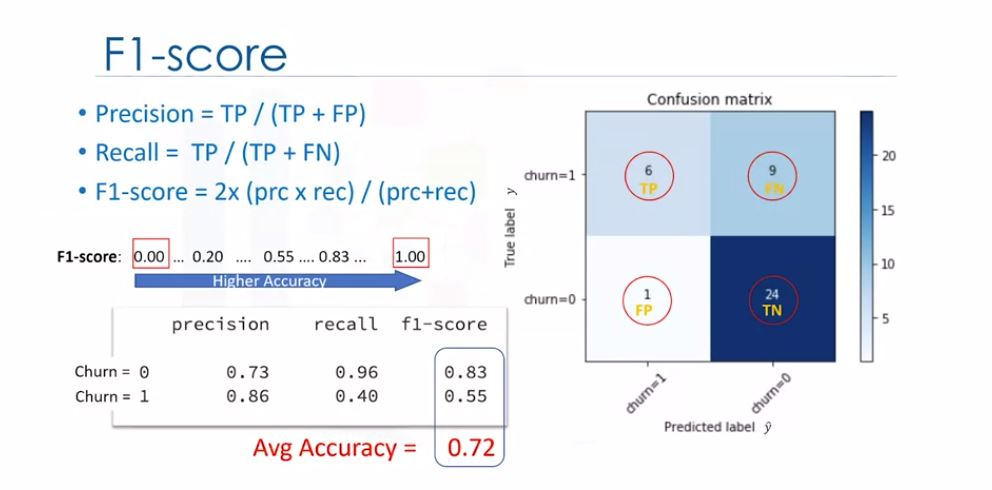 F1-score
• Precision = TP / (TP + FP)
• Recall = TP / (TP + FN)
• F1-score = 2x (prc x rec) / (prc+rec)
F1-score: 0.00 ... 0.20 .... 0.55 .... 0.83 ... 1.00
Higher Accuracy
precision recall f1-score
Churn = 0 0.73 0.96 0.83
Churn = 1 0.86 0.40 0.55
Avg Accuracy = 0.72
Confusion matrix
True label y
churn=1
churn=0
6
TP
9
FN
1
FP
24
TN
churn=1
churn=0
Predicted label ŷ
20
15
10
5